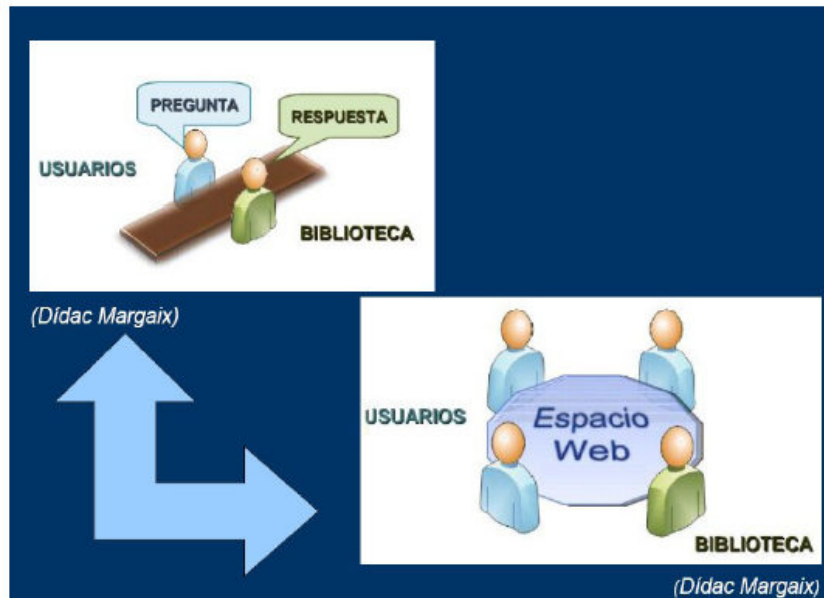 PREGUNTA
RESPUESTA
USUARIOS
BIBLIOTECA
(Dídac Margaix)
USUARIOS
Espacio
Web
BIBLIOTECA
(Dídac Margaix)